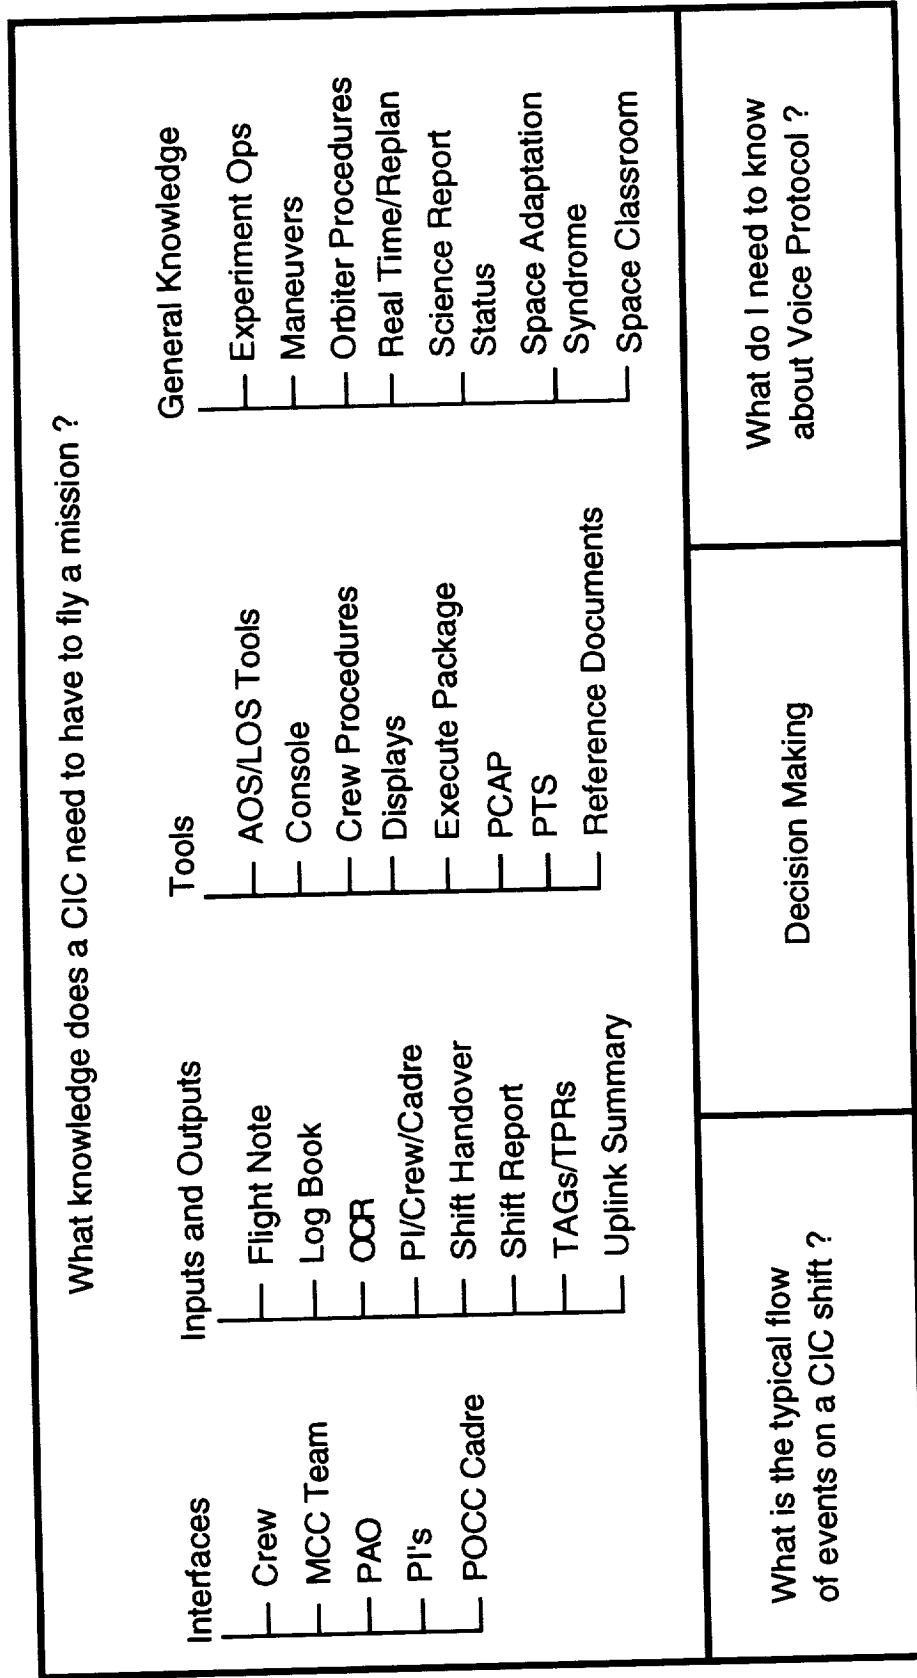 What knowledge does a CIC need to have to fly a mission ?
Interfaces
Crew
MCC Team
PAO
PI's
POCC Cadre
Inputs and Outputs
Flight Note
Log Book
OCR
PI/Crew/Cadre
Shift Handover
Shift Report
TAGs/TPRs
Uplink Summary
Tools
AOS/LOS Tools
Console
Crew Procedures
Displays
Execute Package
PCAP
PTS
Reference Documents
General Knowledge
Experiment Ops
Maneuvers
Orbiter Procedures
Real Time/Replan
Science Report
Status
Space Adaptation
Syndrome
Space Classroom
What is the typical flow
of events on a CIC shift ?
Decision Making
What do I need to know
about Voice Protocol ?